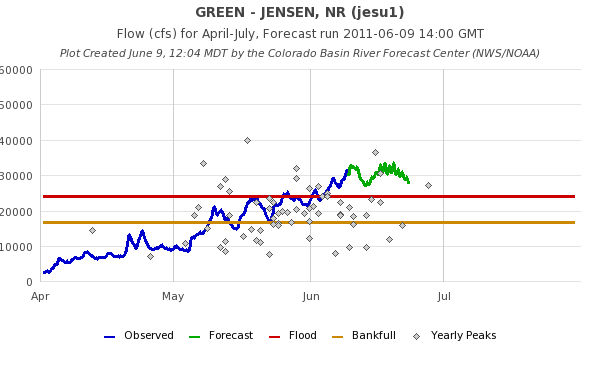 GREEN - JENSEN, NR (jesu1)
Flow (cfs) for April-July, Forecast run 2011-06-09 14:00 GMT
Plot Created June 9, 12:04 MDT by the Colorado Basin River Forecast Center (NWS/NOAA)
60000
50000
40000
30000
20000
10000
0
Apr May Jun Jul
Observed Forecast Flood Bankfull Yearly Peaks